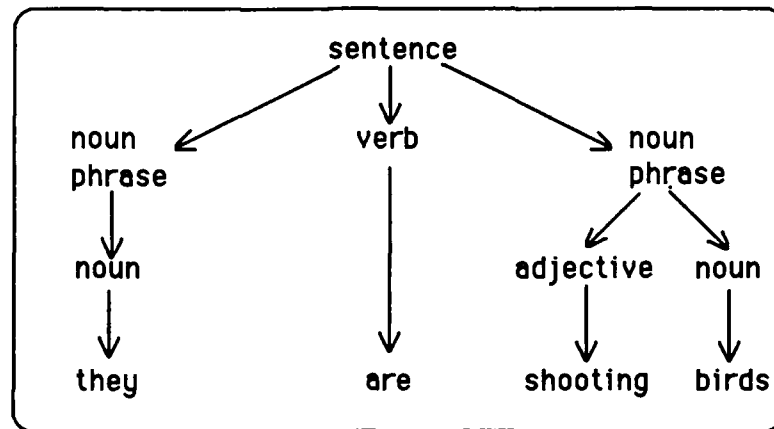 sentence
noun phrase
verb
noun phrase
noun
adjective
noun
they
are
shooting
birds